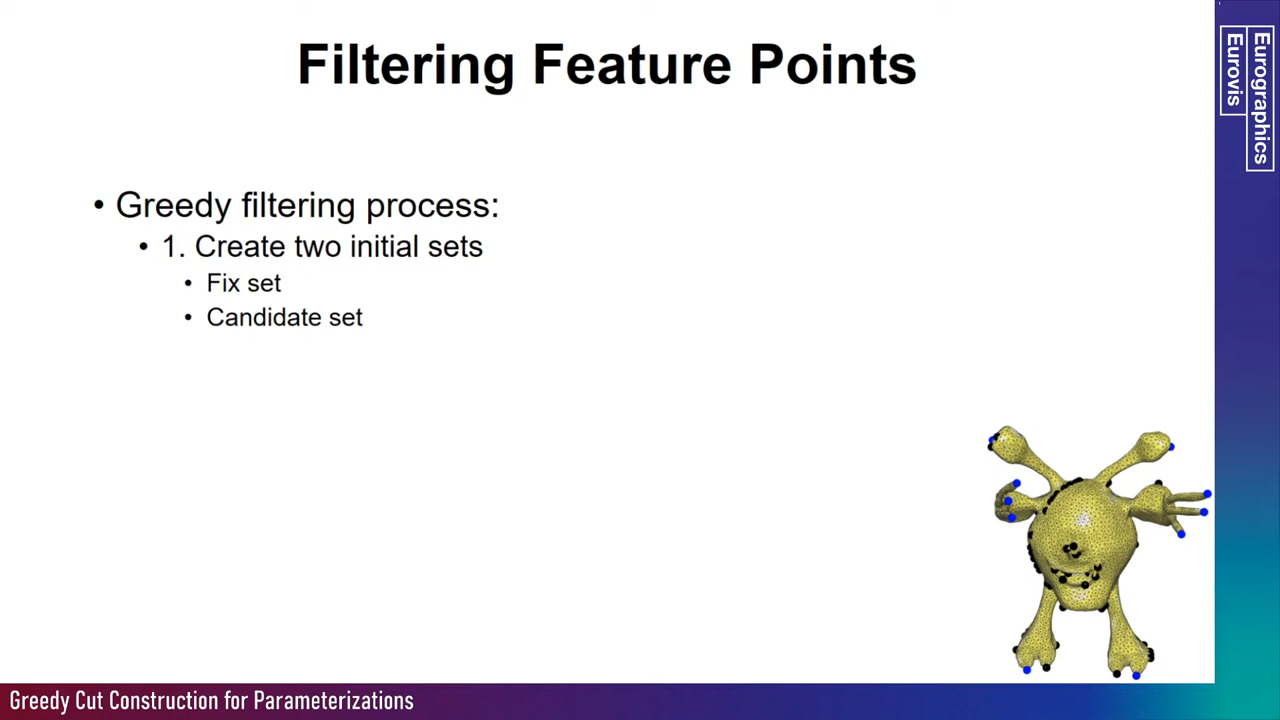 Filtering Feature Points
• Greedy filtering process:
• 1. Create two initial sets
• Fix set
• Candidate set
Eurographics
Eurovis
Greedy Cut Construction for Parameterizations